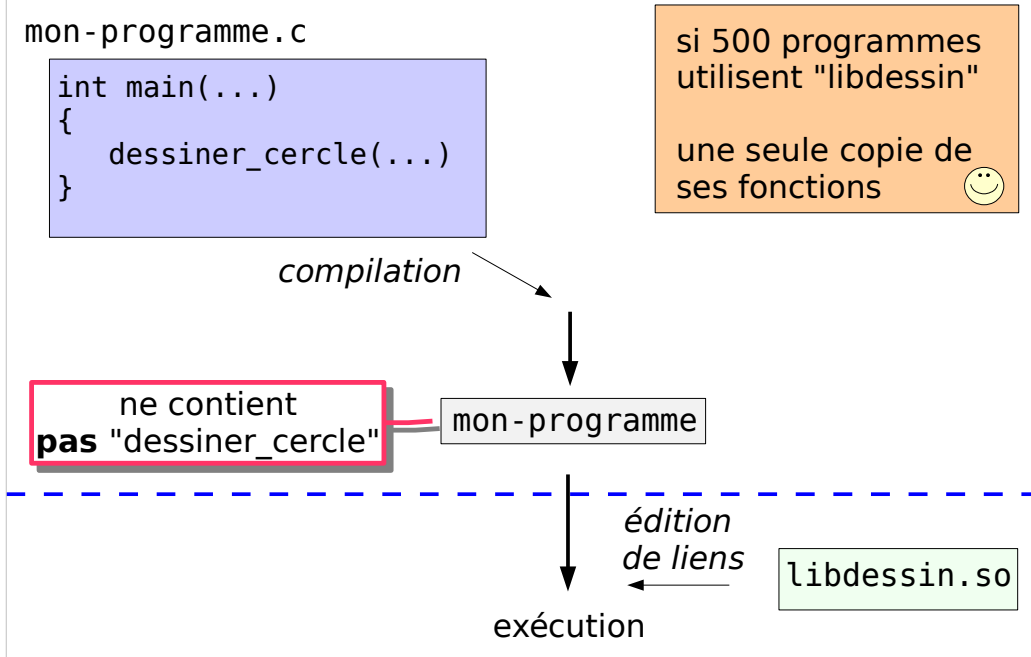 mon-programme.c
int main(...)
{
dessiner_cercle(...)
}
si 500 programmes
utilisent "libdessin"
une seule copie de
ses fonctions
compilation
ne contient
pas "dessiner_cercle"
mon-programme
édition
de liens
libdessin.so
exécution